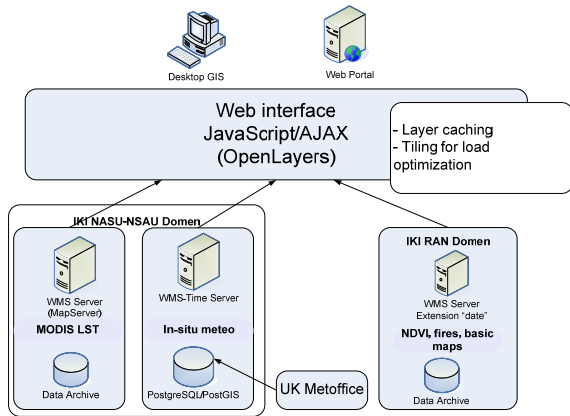 Desktop GIS
Web Portal
Web interface
JavaScript/AJAX
(OpenLayers)
- Layer caching
- Tiling for load
optimization
IKI NASU-NSAU Domen
WMS Server
(MapServer)
MODIS LST
Data Archive
WMS-Time Server
In-situ meteo
PostgreSQL/PostGIS
UK Metoffice
IKI RAN Domen
WMS Server
Extension “date”
NDVI, fires, basic
maps
Data Archive